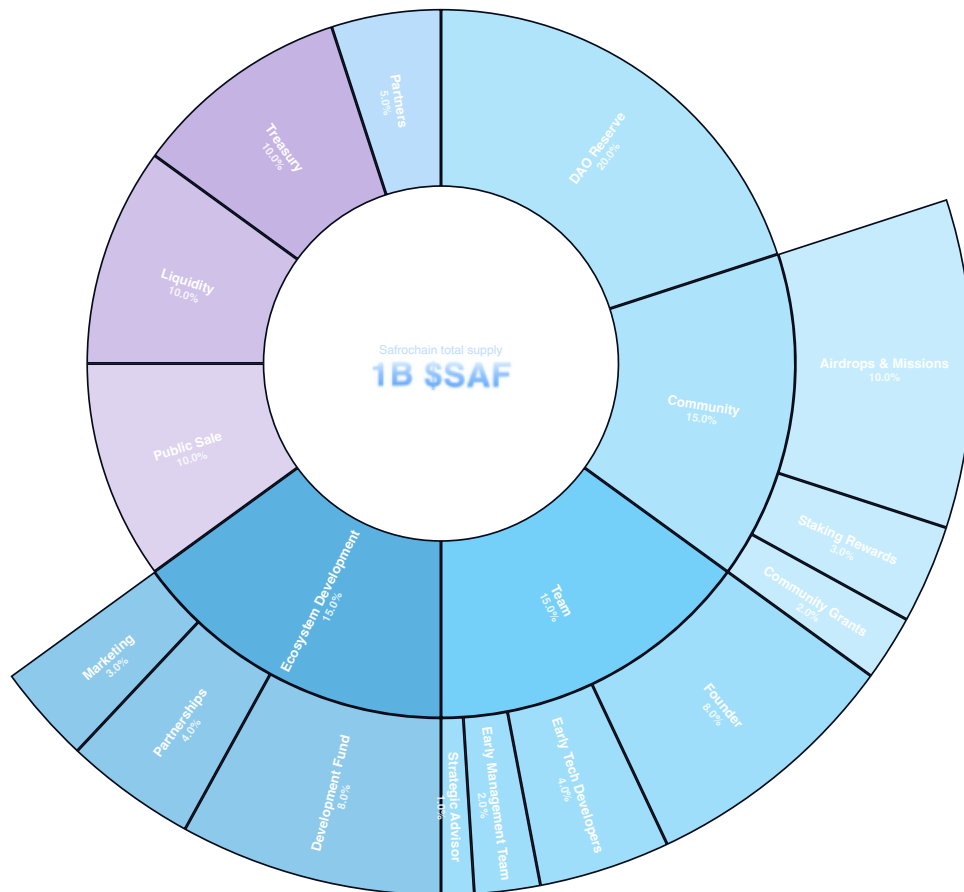 Safrochain total supply
1B $SAF
DAO Reserve
20.0%
Community
15.0%
Airdrops & Missions
10.0%
Staking Rewards
3.0%
Community Grants
2.0%
Team
15.0%
Founder
8.0%
Early Tech Developers
4.0%
Early Management Team
2.0%
Strategic Advisor
1.0%
Ecosystem Development
15.0%
Development Fund
8.0%
Partnerships
4.0%
Marketing
3.0%
Public Sale
10.0%
Liquidity
10.0%
Treasury
10.0%
Partners
5.0%